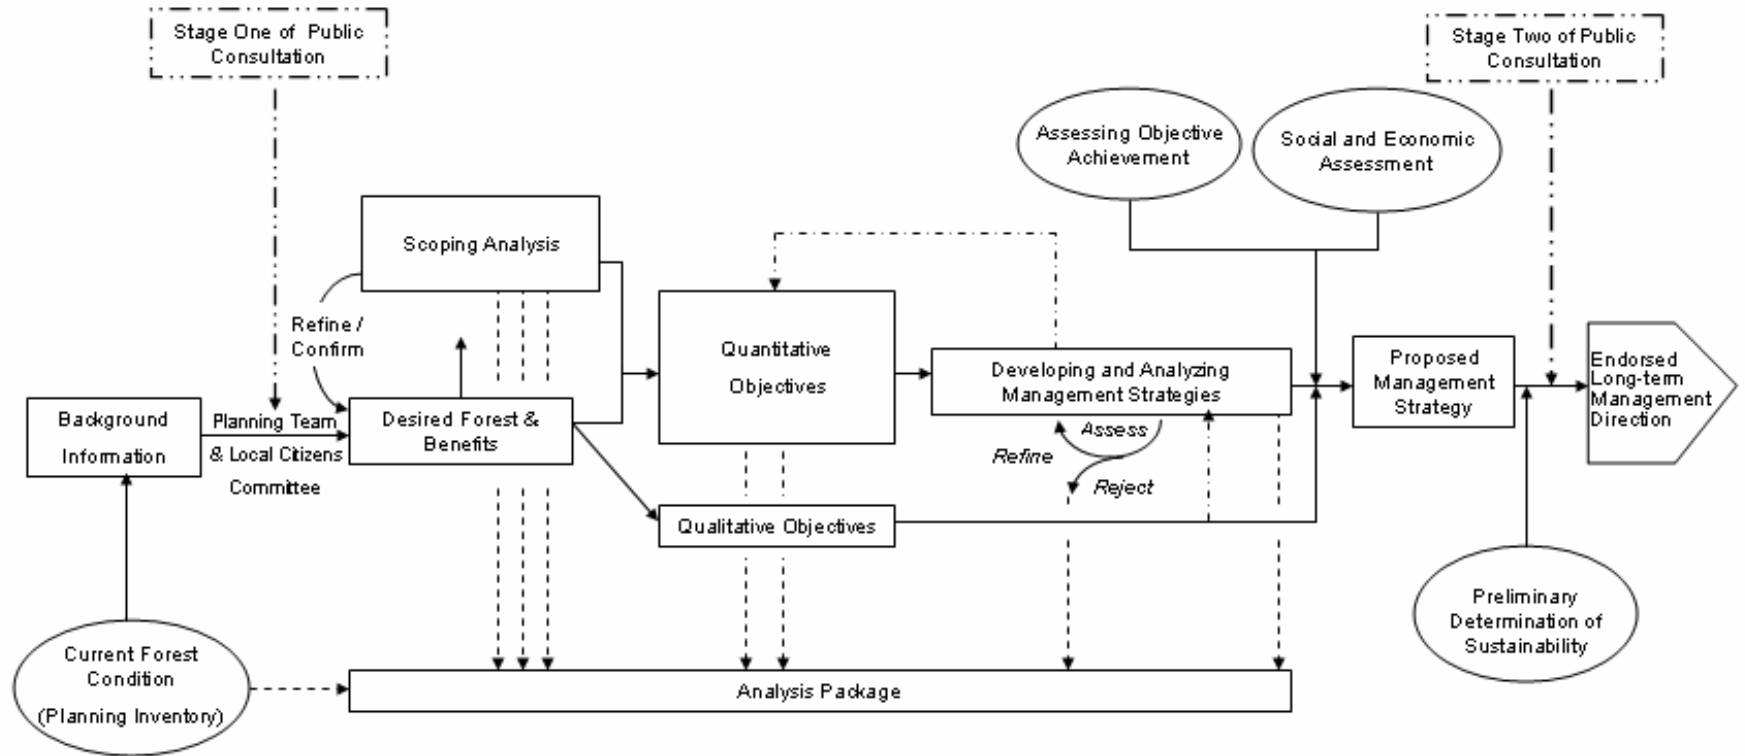 Stage One of Public
Consultation
Stage Two of Public
Consultation
Assessing Objective
Achievement
Social and Economic
Assessment
Scoping Analysis
Refine /
Confirm
Quantitative
Objectives
Developing and Analyzing
Management Strategies
Proposed
Management
Strategy
Endorsed
Long-term
Management
Direction
Background
Information
Planning Team
& Local Citizens
Committee
Desired Forest &
Benefits
Assess
Refine
Reject
Qualitative Objectives
Preliminary
Determination of
Sustainability
Current Forest
Condition
(Planning Inventory)
Analysis Package